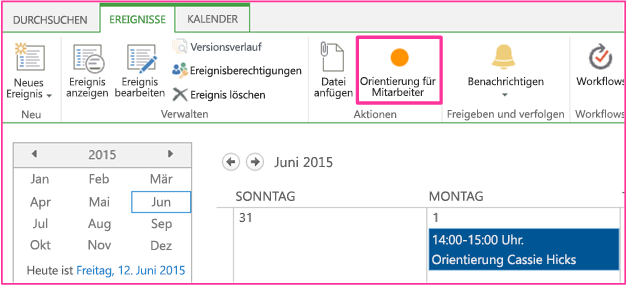 DURCHSUCHEN EREIGNISSE KALENDER
Neues Ereignis
Ereignis anzeigen
Ereignis bearbeiten
Versionsverlauf
Ereignisberechtigungen
Ereignis löschen
Datei anfügen
Orientierung für Mitarbeiter
Benachrichtigen
Workflows
Neu Verwalten Aktionen Freigeben und verfolgen Workflows
2015
Jan Feb Mär
Apr Mai Jun
Jul Aug Sep
Okt Nov Dez
Heute ist Freitag, 12. Juni 2015
Juni 2015
SONNTAG MONTAG
31 1
14:00-15:00 Uhr.
Orientierung Cassie Hicks